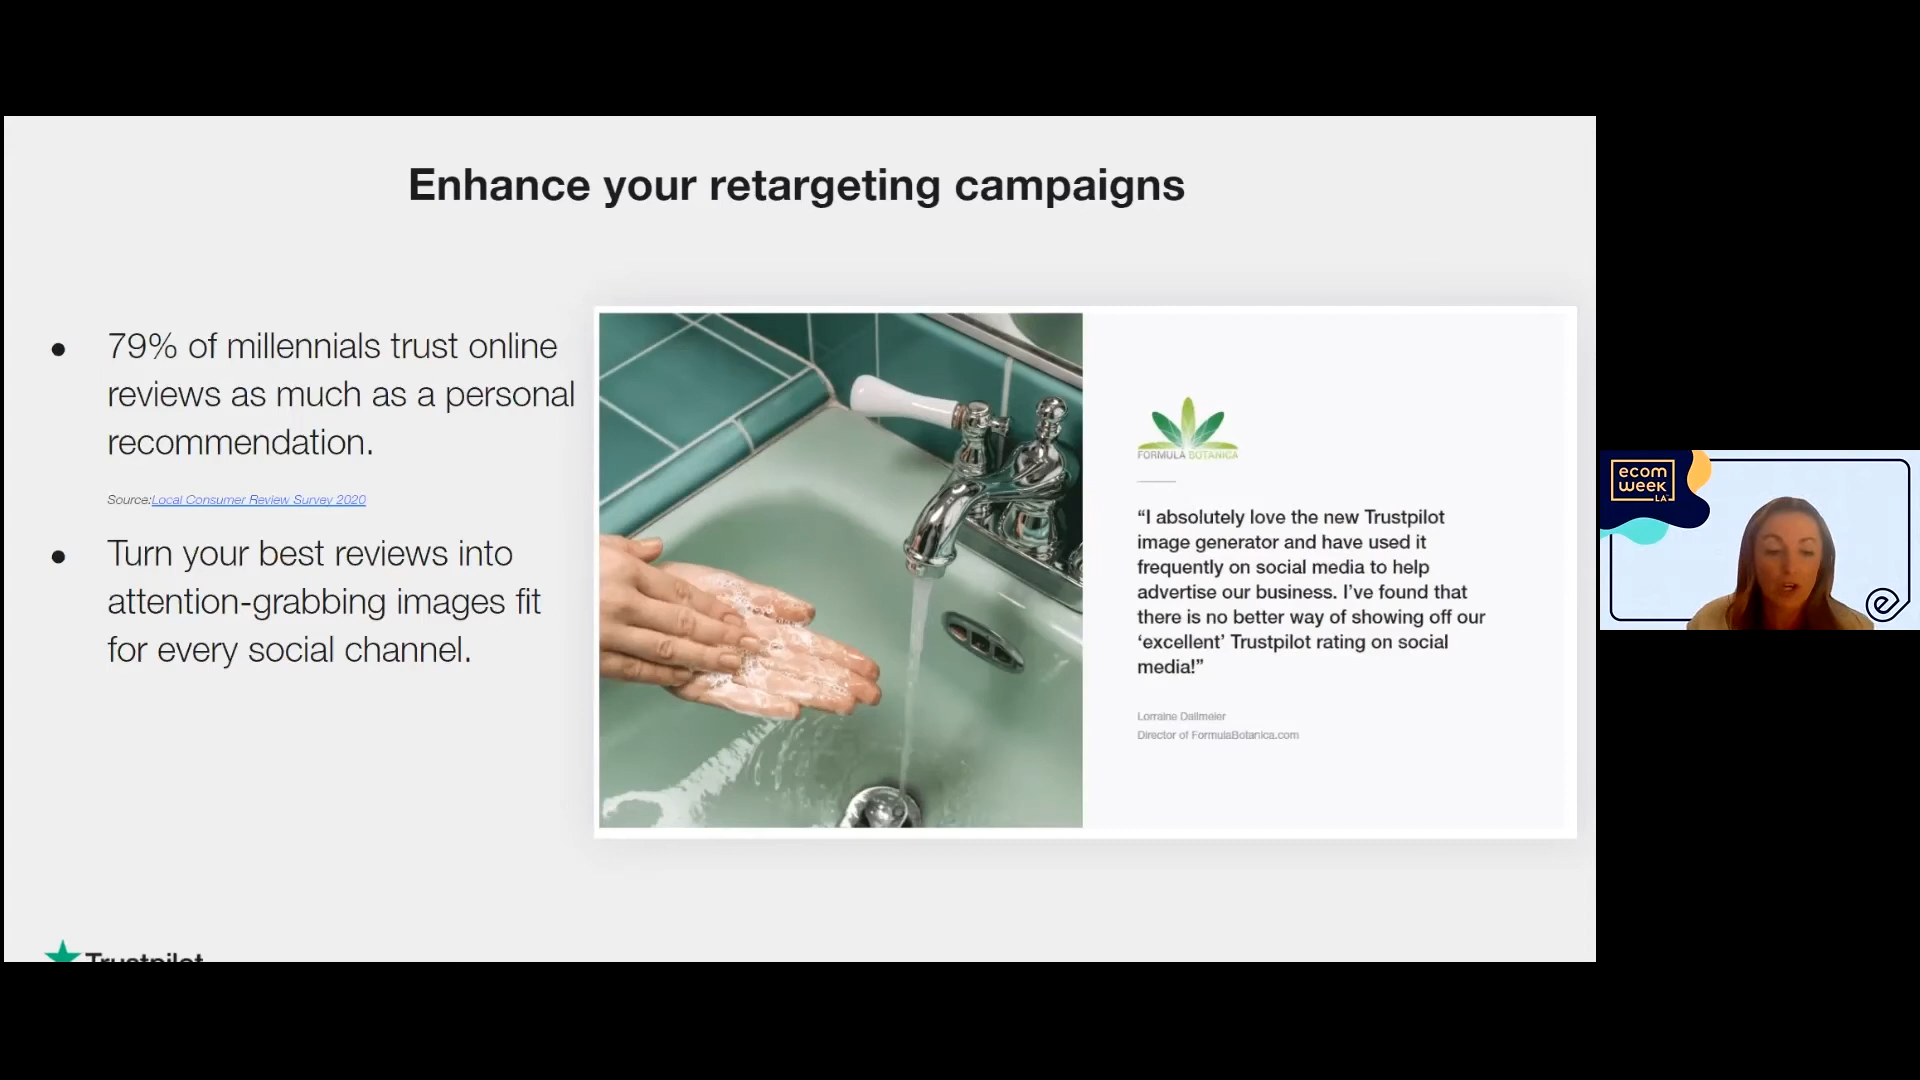 Enhance your retargeting campaigns
79% of millennials trust online
reviews as much as a personal
recommendation.
Source:Local Consumer Review Survey 2020
Turn your best reviews into
attention-grabbing images fit
for every social channel.
FORMULA BOTANICA
“I absolutely love the new Trustpilot
image generator and have used it
frequently on social media to help
advertise our business. I’ve found that
there is no better way of showing off our
‘excellent’ Trustpilot rating on social
media!”
Lorraine Dallmeier
Director of FormulaBotanica.com
Trustpilot
ecom
week
LA